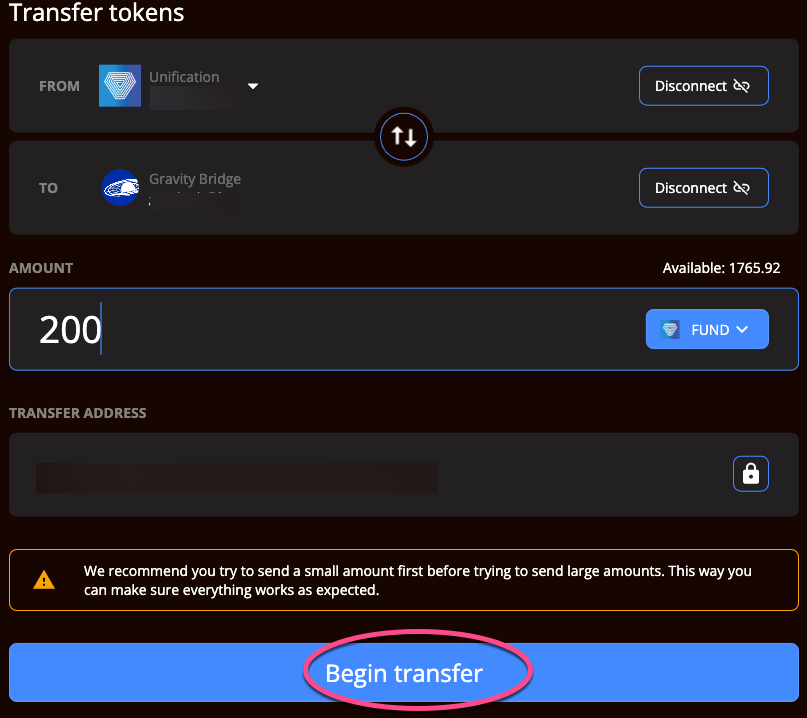 Transfer tokens
FROM
Unification
Disconnect
TO
Gravity Bridge
Disconnect
AMOUNT
Available: 1765.92
200
FUND
TRANSFER ADDRESS
We recommend you try to send a small amount first before trying to send large amounts. This way you
can make sure everything works as expected.
Begin transfer